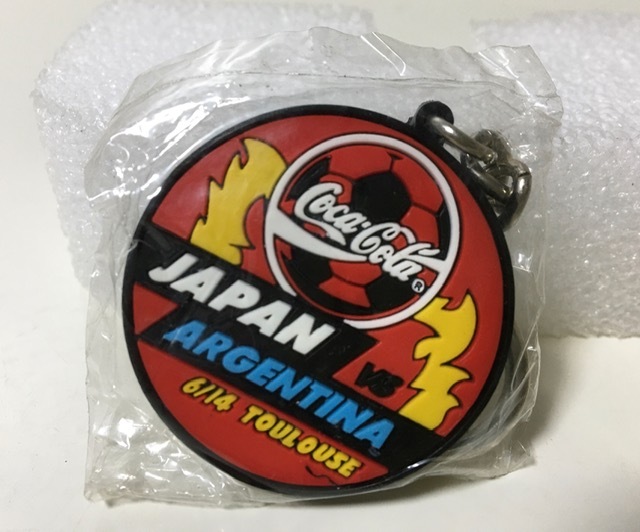 Coca-Cola®
JAPAN
VS
ARGENTINA
6/14 TOULOUSE